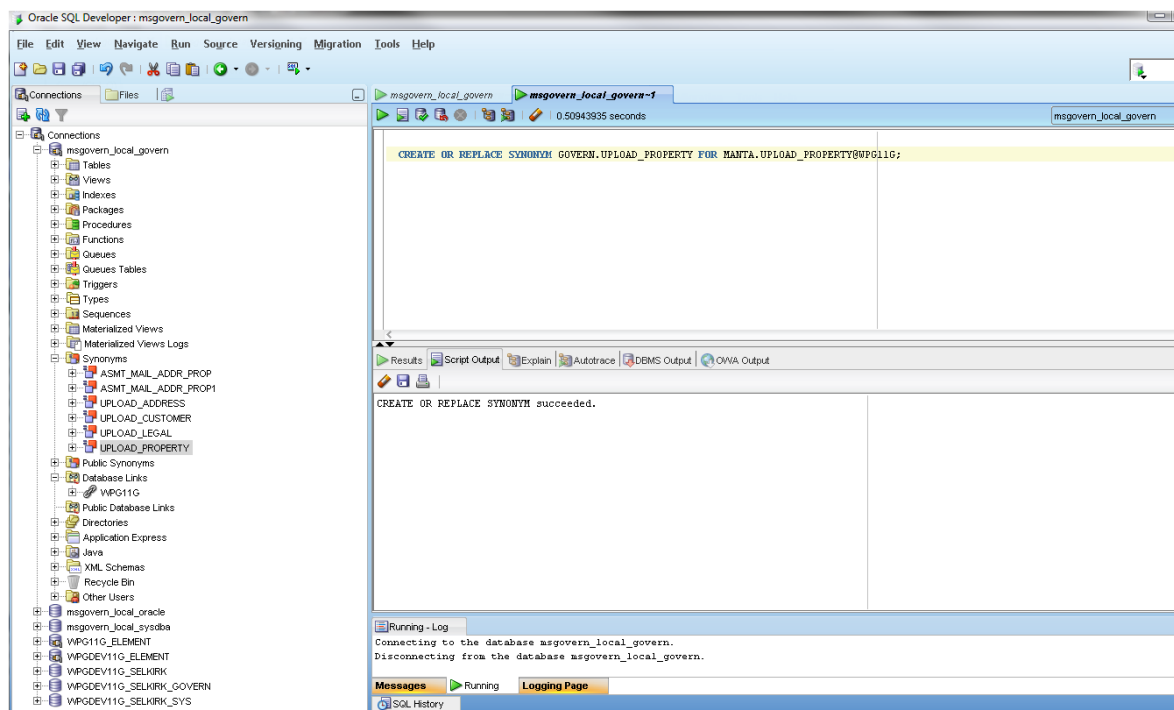 Oracle SQL Developer : msgovern_local_govern
File Edit View Navigate Run Source Versioning Migration Tools Help
Connections
Files
msgovern_local_govern
msgovern_local_govern~1
0.50943935 seconds
msgovern_local_govern
Connections
msgovern_local_govern
Tables
Views
Indexes
Packages
Procedures
Functions
Queues
Queues Tables
Triggers
Types
Sequences
Materialized Views
Materialized Views Logs
Synonyms
ASMT_MAIL_ADDR_PROP
ASMT_MAIL_ADDR_PROP1
UPLOAD_ADDRESS
UPLOAD_CUSTOMER
UPLOAD_LEGAL
UPLOAD_PROPERTY
Public Synonyms
Database Links
WPG11G
Public Database Links
Directories
Application Express
Java
XML Schemas
Recycle Bin
Other Users
msgovern_local_oracle
msgovern_local_sysdba
WPG11G_ELEMENT
WPGDEV11G_ELEMENT
WPGDEV11G_SELKIRK
WPGDEV11G_SELKIRK_GOVERN
WPGDEV11G_SELKIRK_SYS
CREATE OR REPLACE SYNONYM GOVERN.UPLOAD_PROPERTY FOR MANTA.UPLOAD_PROPERTY@WPG11G;
Results Script Output Explain Autotrace DBMS Output OWA Output
CREATE OR REPLACE SYNONYM succeeded.
Running - Log
Connecting to the database msgovern_local_govern.
Disconnecting from the database msgovern_local_govern.
Messages Running Logging Page
SQL History